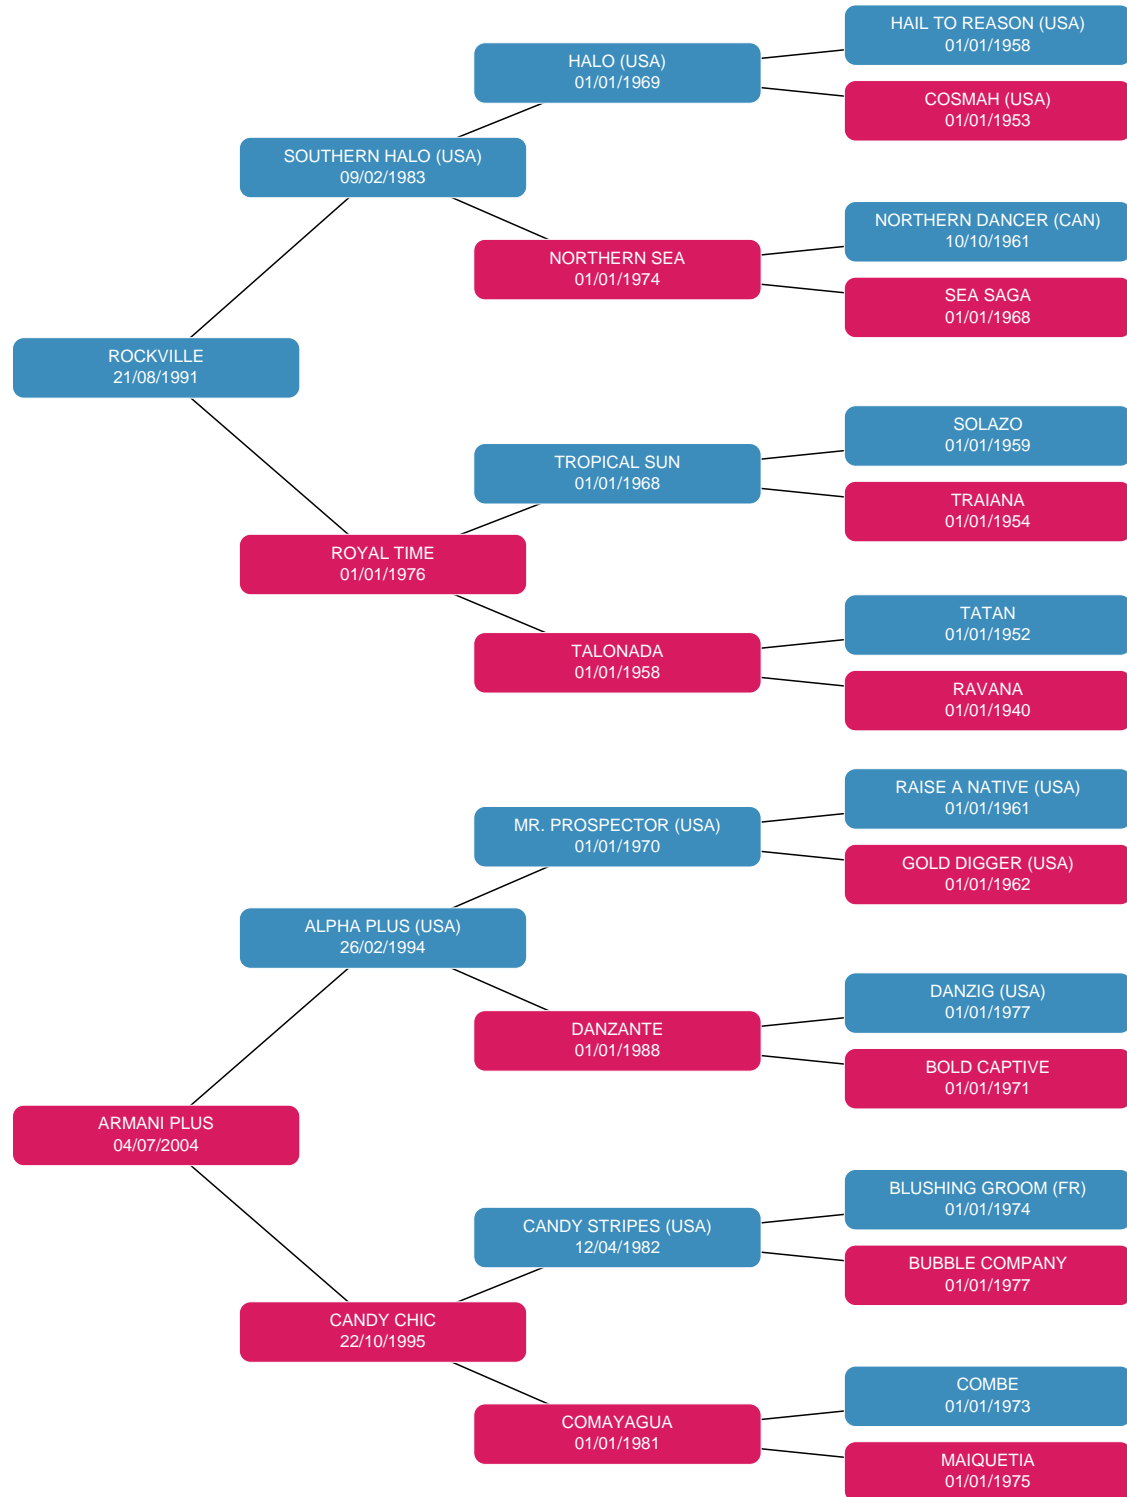 HAIL TO REASON (USA)
01/01/1958
HALO (USA)
01/01/1969
COSMAH (USA)
01/01/1953
SOUTHERN HALO (USA)
09/02/1983
NORTHERN DANCER (CAN)
10/10/1961
NORTHERN SEA
01/01/1974
SEA SAGA
01/01/1968
ROCKVILLE
21/08/1991
SOLAZO
01/01/1959
TROPICAL SUN
01/01/1968
TRAIANA
01/01/1954
ROYAL TIME
01/01/1976
TATAN
01/01/1952
TALONADA
01/01/1958
RAVANA
01/01/1940
RAISE A NATIVE (USA)
01/01/1961
MR. PROSPECTOR (USA)
01/01/1970
GOLD DIGGER (USA)
01/01/1962
ALPHA PLUS (USA)
26/02/1994
DANZIG (USA)
01/01/1977
DANZANTE
01/01/1988
BOLD CAPTIVE
01/01/1971
ARMANI PLUS
04/07/2004
BLUSHING GROOM (FR)
01/01/1974
CANDY STRIPES (USA)
12/04/1982
BUBBLE COMPANY
01/01/1977
CANDY CHIC
22/10/1995
COMBE
01/01/1973
COMAYAGUA
01/01/1981
MAIQUETIA
01/01/1975